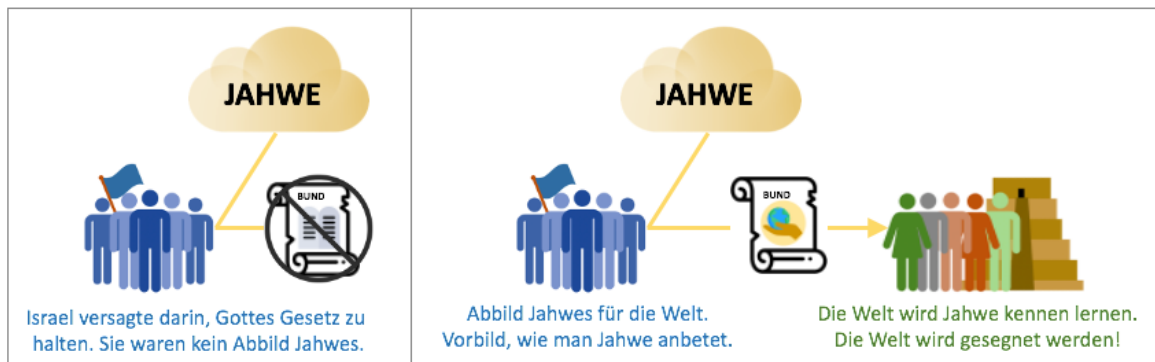 JAHWE
BUND
Israel versagte darin, Gottes Gesetz zu
halten. Sie waren kein Abbild Jahwes.
JAHWE
BUND
Abbild Jahwes für die Welt.
Vorbild, wie man Jahwe anbetet.
Die Welt wird Jahwe kennen lernen.
Die Welt wird gesegnet werden!